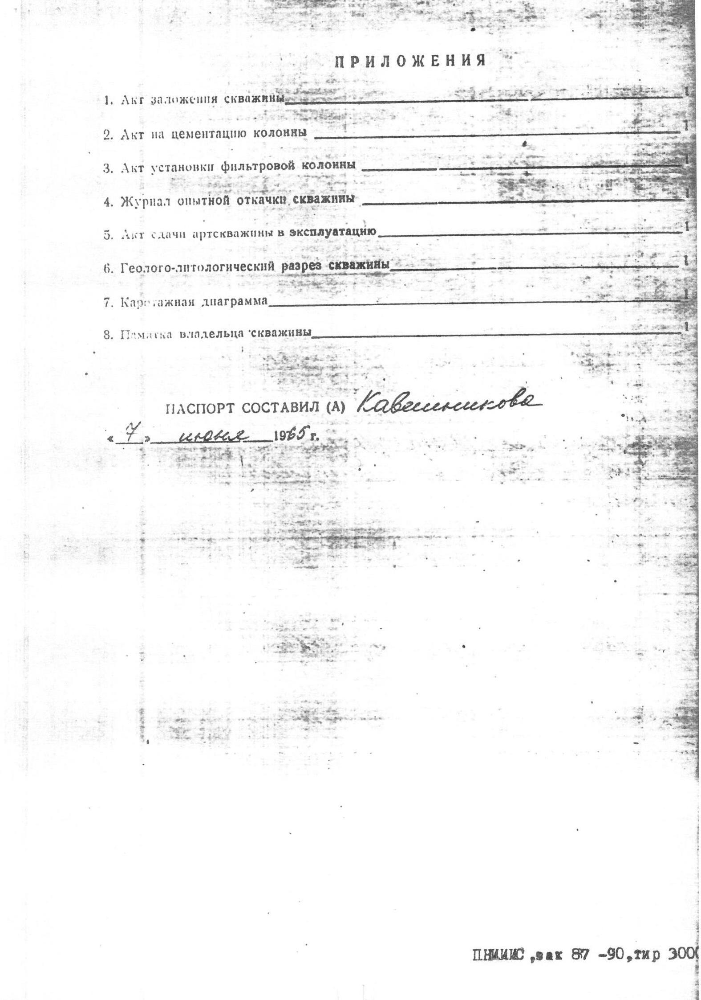 ПРИЛОЖЕНИЯ
1. Акт заложения скважины 1
2. Акт на цементацию колонны 1
3. Акт установки фильтровой колонны 1
4. Журнал опытной откачки скважины 1
5. Акт сдачи артскважины в эксплуатацию 1
6. Геолого-литологический разрез скважины 1
7. Каротажная диаграмма 1
8. Памятка владельца скважины 1
ПАСПОРТ СОСТАВИЛ (А) Кавешникова
«7» июня 1965 г.
ПНИИИС, зак 87 -90, тир 3000